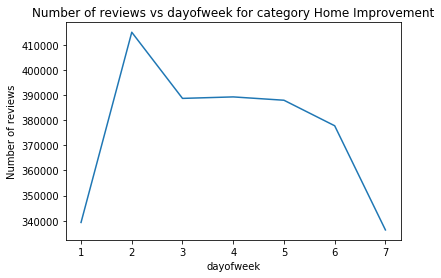 Number of reviews vs dayofweek for category Home Improvement
Number of reviews
410000
400000
390000
380000
370000
360000
350000
340000
1 2 3 4 5 6 7
dayofweek